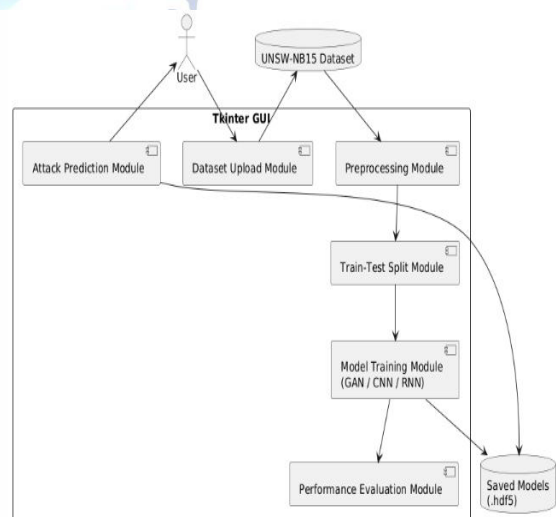 User
UNSW-NB15 Dataset
Tkinter GUI
Attack Prediction Module
Dataset Upload Module
Preprocessing Module
Train-Test Split Module
Model Training Module
(GAN / CNN / RNN)
Performance Evaluation Module
Saved Models
(.hdf5)